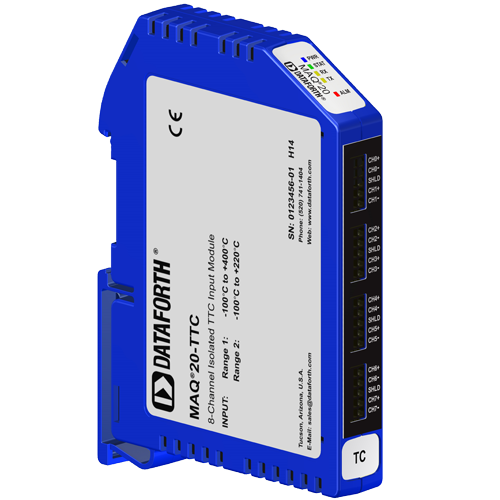 PWR
STAT
RX
TX
MAQ®20
DATAFORTH®
ALM
CE
DATAFORTH®
MAQ®20-TTC
8-Channel Isolated TTC Input Module
INPUT: Range 1: -100°C to +400°C
Range 2: -100°C to +220°C
SN: 0123456-01 H14
Phone: (520) 741-1404
Web: www.dataforth.com
Tucson, Arizona, U.S.A.
E-Mail: sales@dataforth.com
CH0+
CH0-
SHLD
CH1+
CH1-
CH2+
CH2-
SHLD
CH3+
CH3-
CH4+
CH4-
SHLD
CH5+
CH5-
CH6+
CH6-
SHLD
CH7+
CH7-
TC